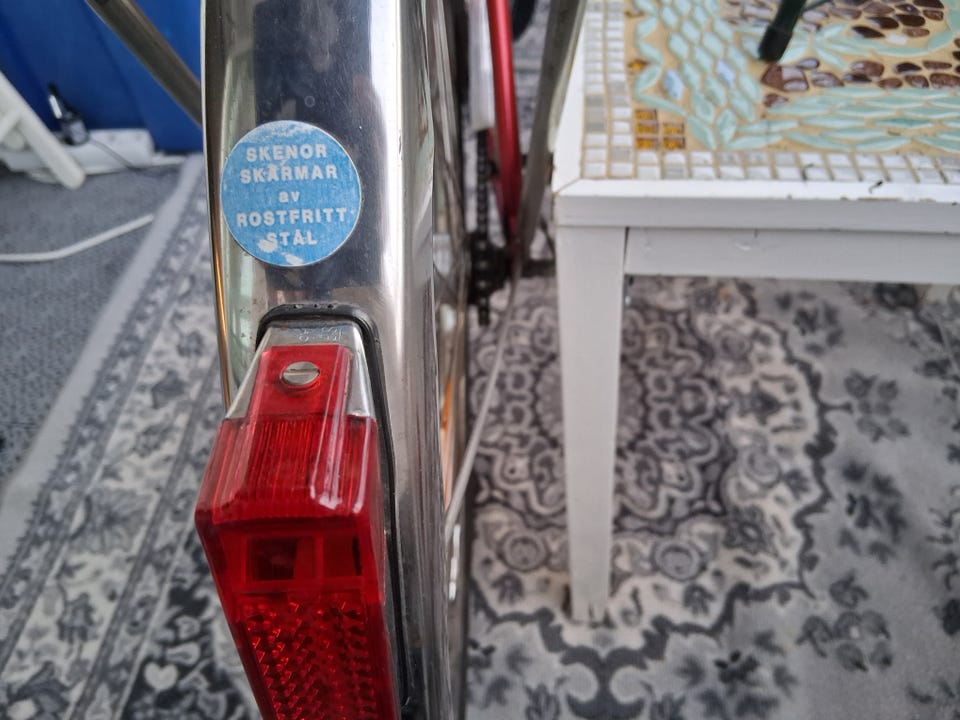 SKENOR
SKÄRMAR
av
ROSTFRITT
STÅL